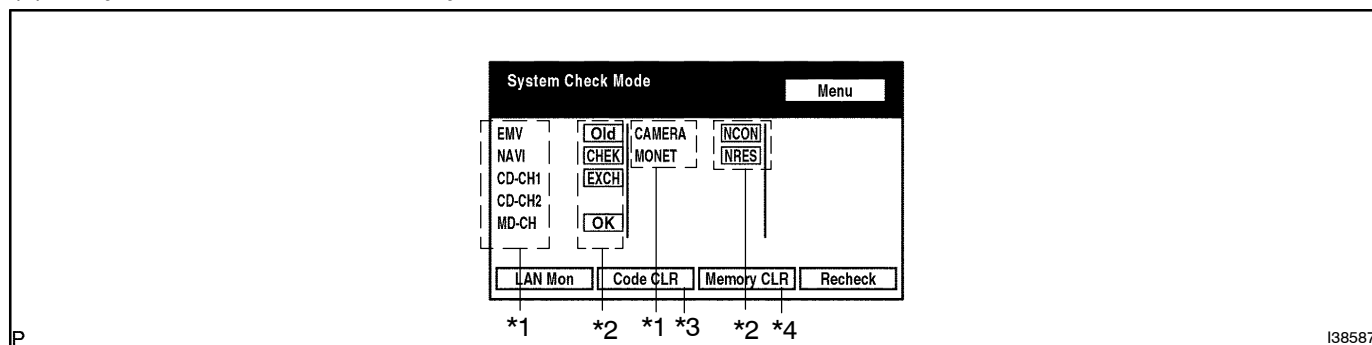 System Check Mode
Menu
EMV Old CAMERA NCON
NAVI CHEK MONET NRES
CD-CH1 EXCH
CD-CH2
MD-CH OK
LAN Mon Code CLR Memory CLR Recheck
*1 *2 *1 *3 *2 *4
P I38587